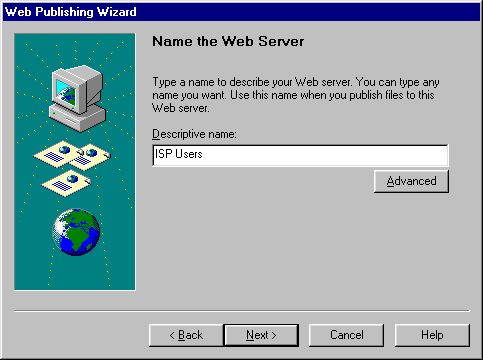 Web Publishing Wizard
Name the Web Server
Type a name to describe your Web server. You can type any
name you want. Use this name when you publish files to this
Web server.
Descriptive name:
ISP Users
Advanced
< Back
Next >
Cancel
Help